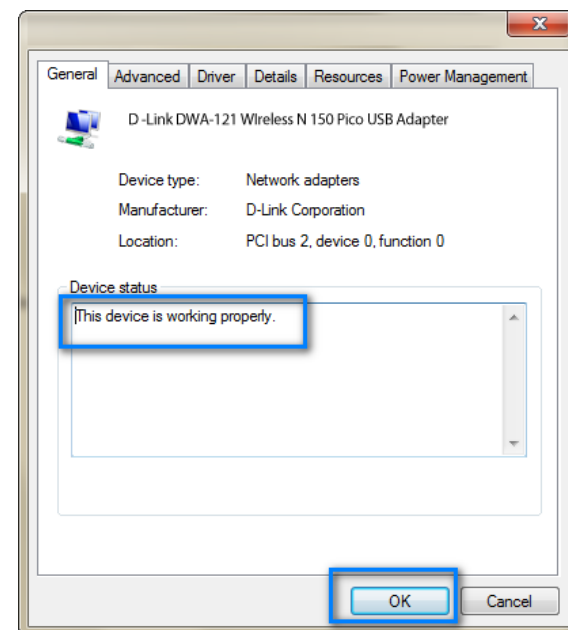 General Advanced Driver Details Resources Power Management
D -Link DWA-121 WIreless N 150 Pico USB Adapter
Device type: Network adapters
Manufacturer: D-Link Corporation
Location: PCI bus 2, device 0, function 0
Device status
This device is working properly.
OK Cancel